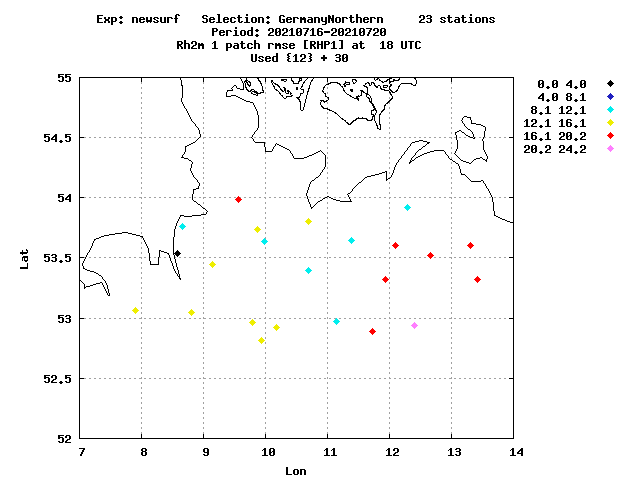 Exp: newsurf   Selection: GermanyNorthern     23 stations
Period: 20210716-20210720
Rh2m 1 patch rmse [RHP1] at  18 UTC
Used {12} + 30
0.0 4.0
4.0 8.1
8.1 12.1
12.1 16.1
16.1 20.2
20.2 24.2
55
54.5
54
53.5
53
52.5
52
Lat
7 8 9 10 11 12 13 14
Lon